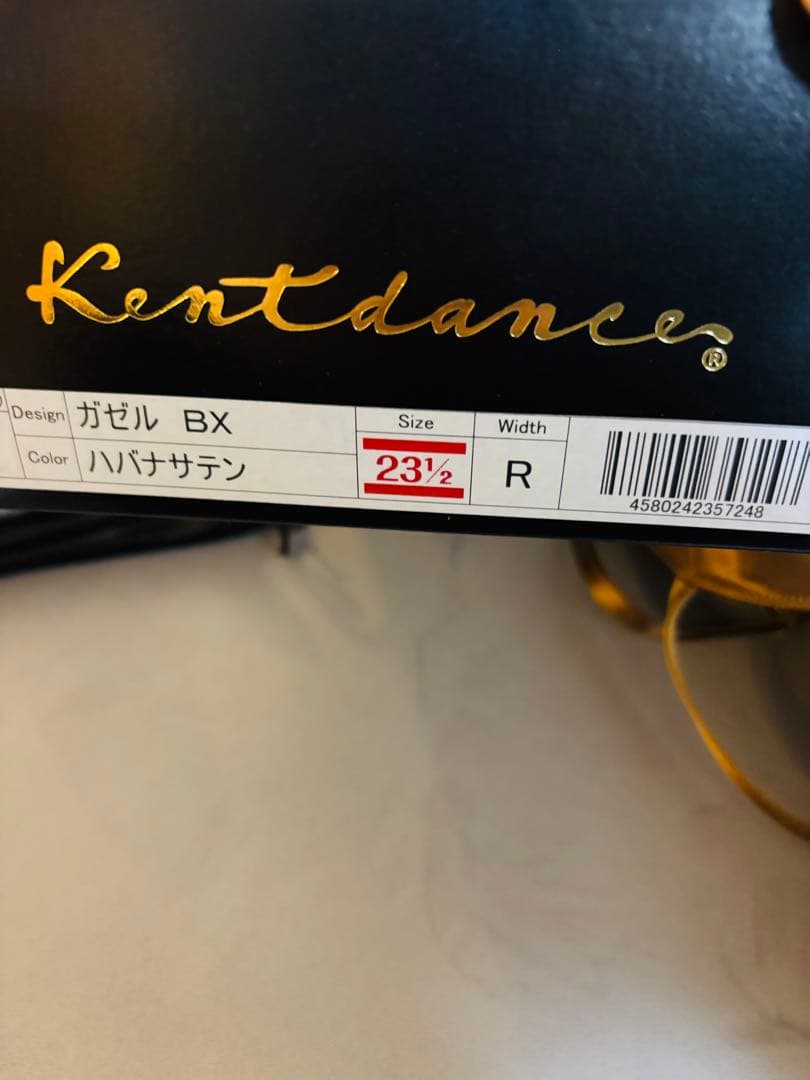 Kentdance®
Design ガゼル BX
Color ハバナサテン
Size
23½
Width
R
4580242357248